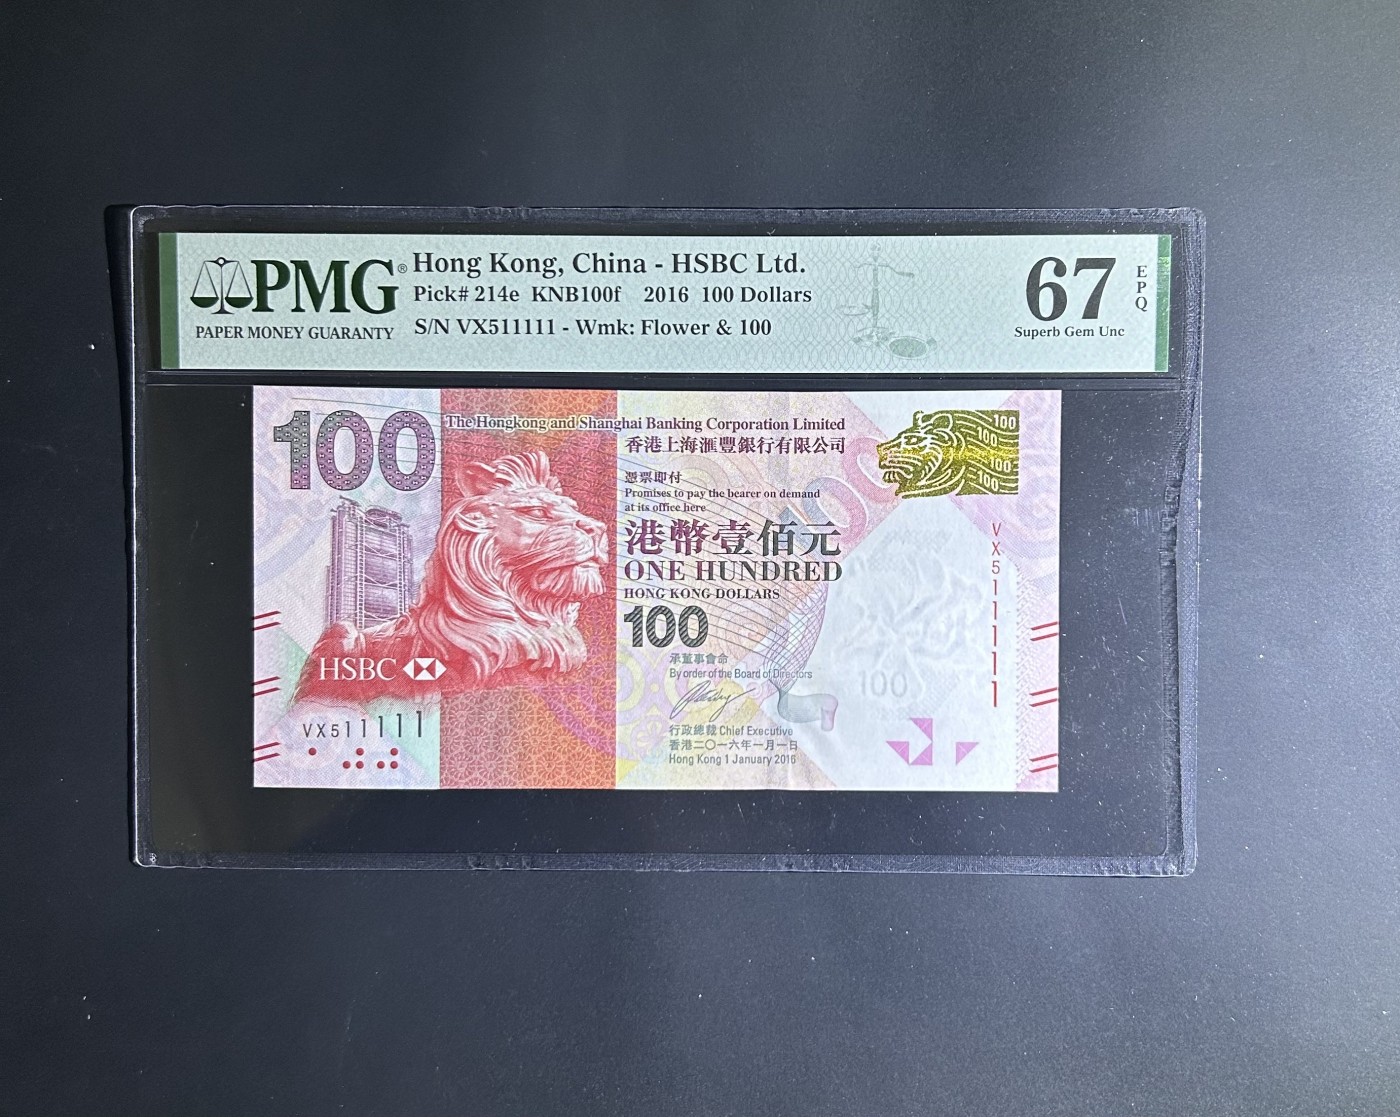 PMG®
PAPER MONEY GUARANTY
Hong Kong, China - HSBC Ltd.
Pick# 214e KNB100f 2016 100 Dollars
S/N VX511111 - Wmk: Flower & 100
67
EPQ
Superb Gem Unc
100
The Hongkong and Shanghai Banking Corporation Limited
香港上海滙豐銀行有限公司
憑票即付
Promises to pay the bearer on demand
at its office here
港幣壹佰元
ONE HUNDRED
HONG KONG DOLLARS
100
承董事會命
By order of the Board of Directors
行政總裁 Chief Executive
香港二〇一六年一月一日
Hong Kong 1 January 2016
HSBC
VX511111
100
100
100
100
100
VX511111
100